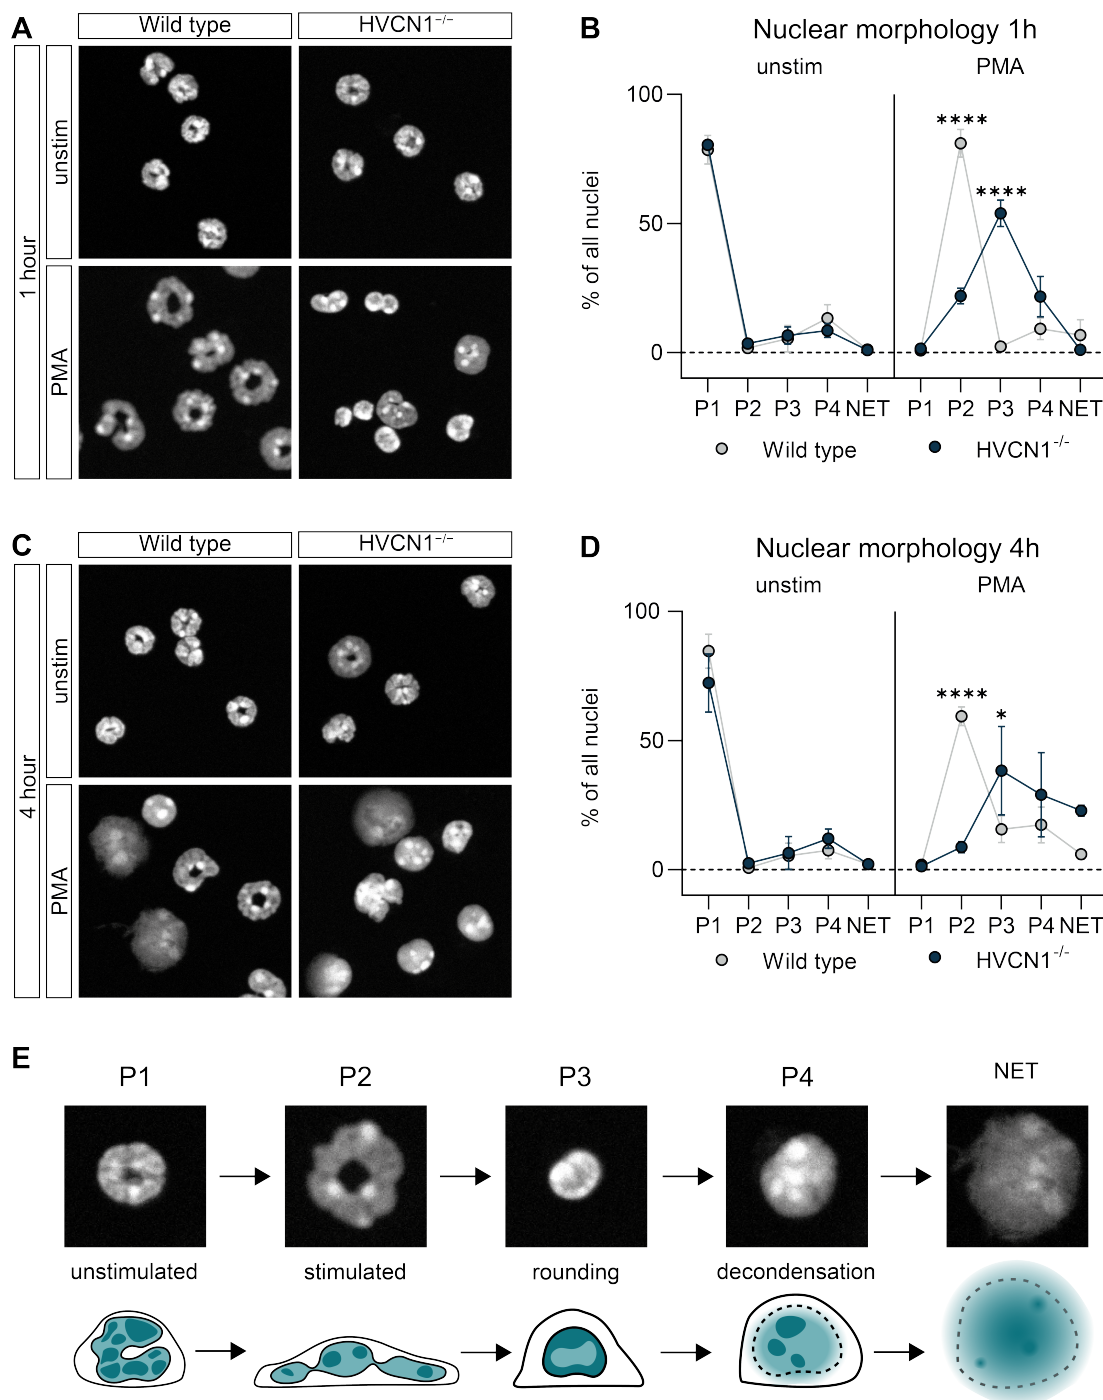 A
Wild type
HVCN1⁻/⁻
1 hour
unstim
PMA
B
Nuclear morphology 1h
unstim
PMA
% of all nuclei
100
50
0
****
****
P1 P2 P3 P4 NET
P1 P2 P3 P4 NET
Wild type
HVCN1⁻/⁻
C
Wild type
HVCN1⁻/⁻
4 hour
unstim
PMA
D
Nuclear morphology 4h
unstim
PMA
% of all nuclei
100
50
0
****
*
P1 P2 P3 P4 NET
P1 P2 P3 P4 NET
Wild type
HVCN1⁻/⁻
E
P1 P2 P3 P4 NET
unstimulated stimulated rounding decondensation